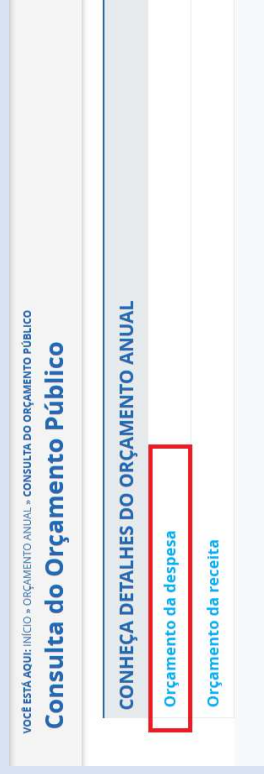 VOCÊ ESTÁ AQUI: INÍCIO » ORÇAMENTO ANUAL » CONSULTA DO ORÇAMENTO PÚBLICO
Consulta do Orçamento Público
CONHEÇA DETALHES DO ORÇAMENTO ANUAL
Orçamento da despesa
Orçamento da receita